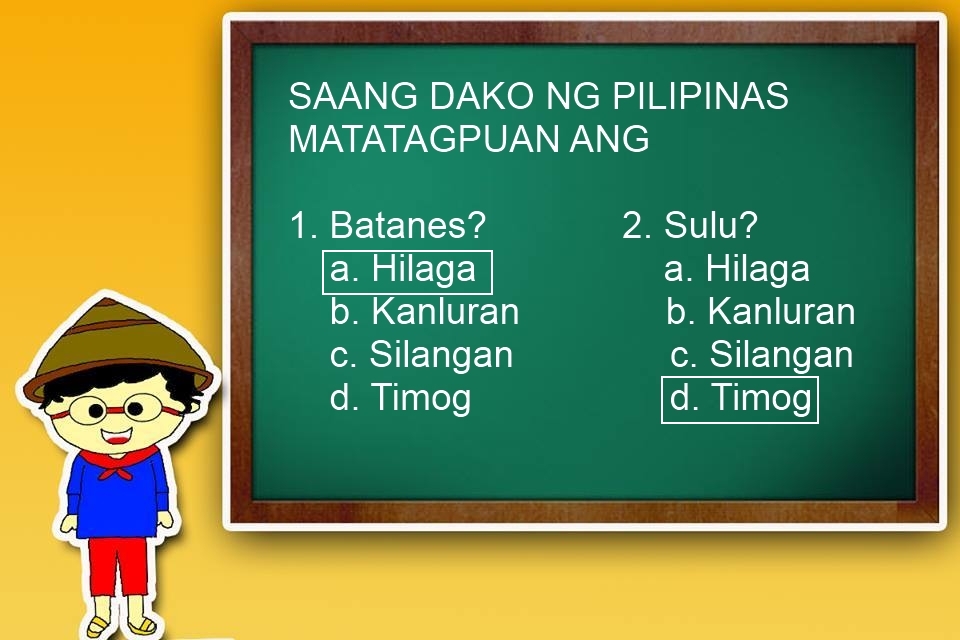 SAANG DAKO NG PILIPINAS
MATATAGPUAN ANG
1. Batanes?
a. Hilaga
b. Kanluran
c. Silangan
d. Timog
2. Sulu?
a. Hilaga
b. Kanluran
c. Silangan
d. Timog